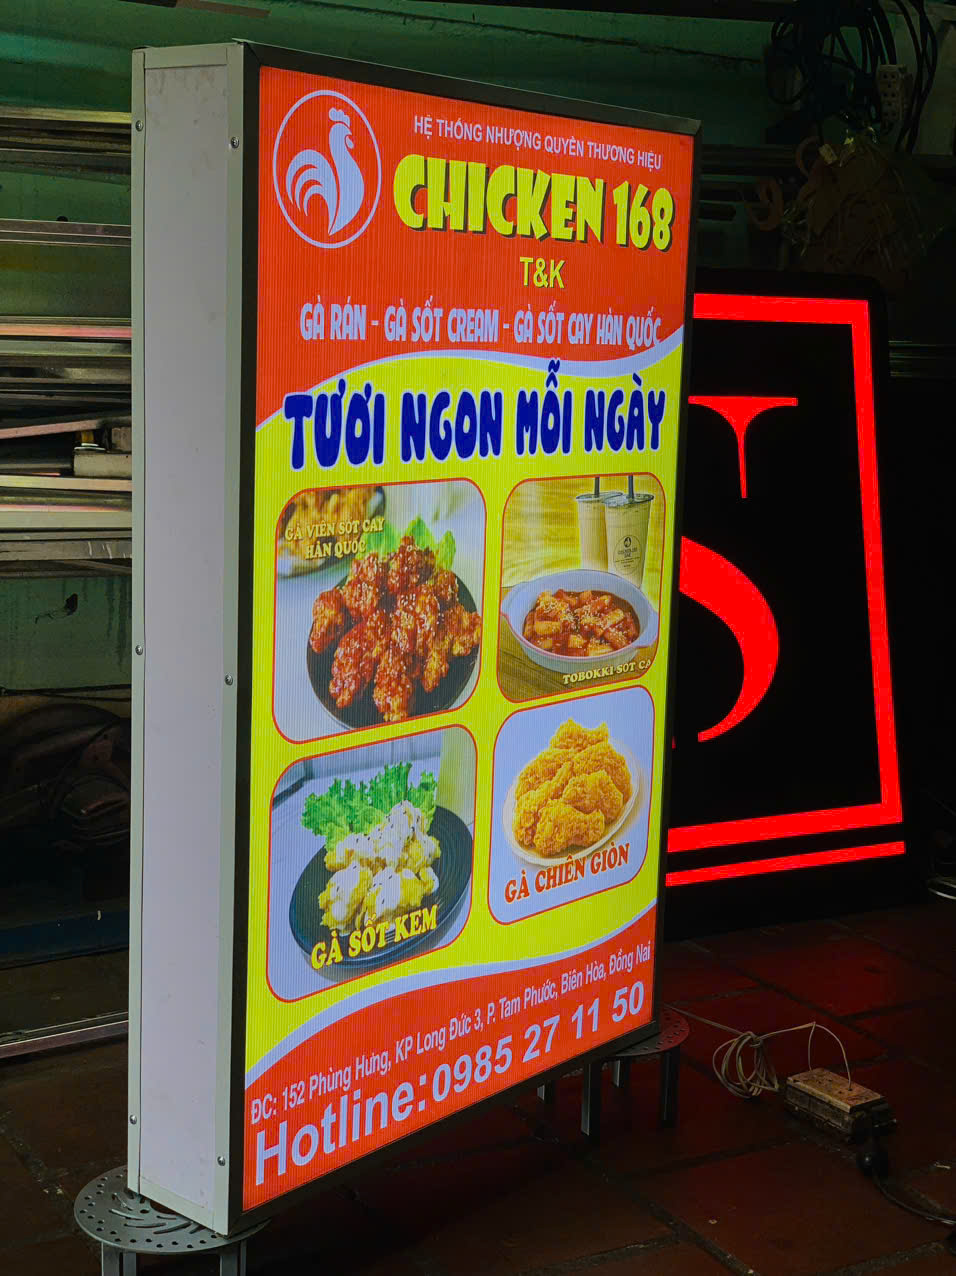 HỆ THỐNG NHƯỢNG QUYỀN THƯƠNG HIỆU
CHICKEN 168
T&K
GÀ RÁN - GÀ SỐT CREAM - GÀ SỐT CAY HÀN QUỐC
TƯƠI NGON MỖI NGÀY
GÀ VIÊN SỐT CAY
HÀN QUỐC
TOBOKKI SỐT CA
GÀ SỐT KEM
GÀ CHIÊN GIÒN
ĐC: 152 Phùng Hưng, KP Long Đức 3, P. Tam Phước, Biên Hòa, Đồng Nai
Hotline: 0985 27 11 50
S